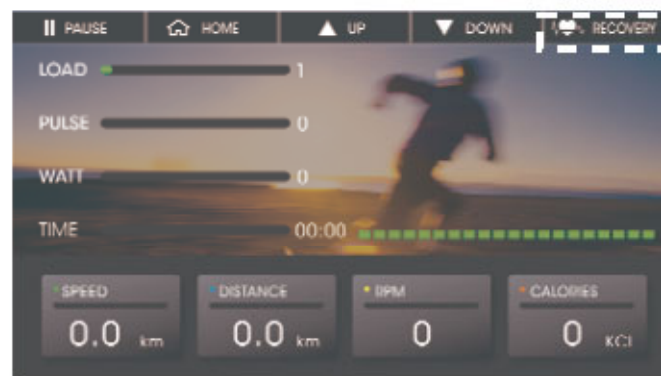 PAUSE HOME UP DOWN RECOVERY
LOAD 1
PULSE 0
WATT 0
TIME 00:00
SPEED DISTANCE RPM CALORIES
0.0 km 0.0 km 0 0 KCL